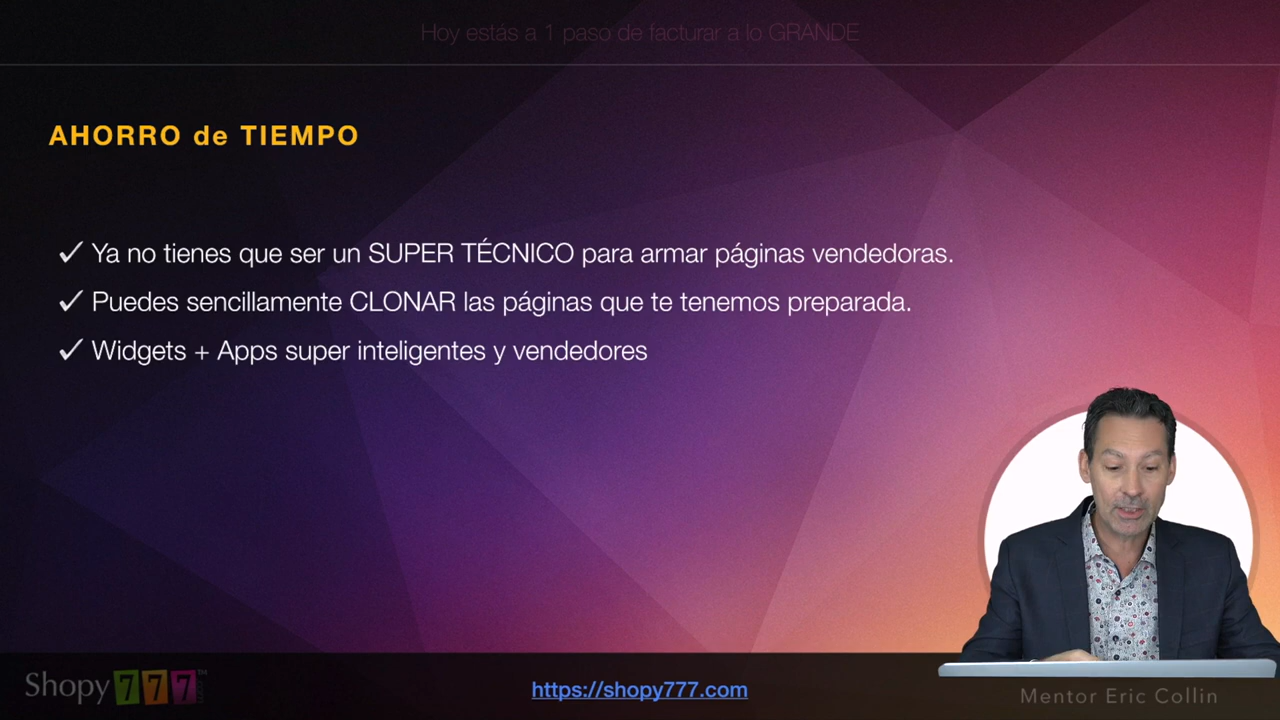 Hoy estás a 1 paso de facturar a lo GRANDE
AHORRO de TIEMPO
Ya no tienes que ser un SUPER TÉCNICO para armar páginas vendedoras.
Puedes sencillamente CLONAR las páginas que te tenemos preparada.
Widgets + Apps super inteligentes y vendedores
Shopy 777™
https://shopy777.com
Mentor Eric Collin